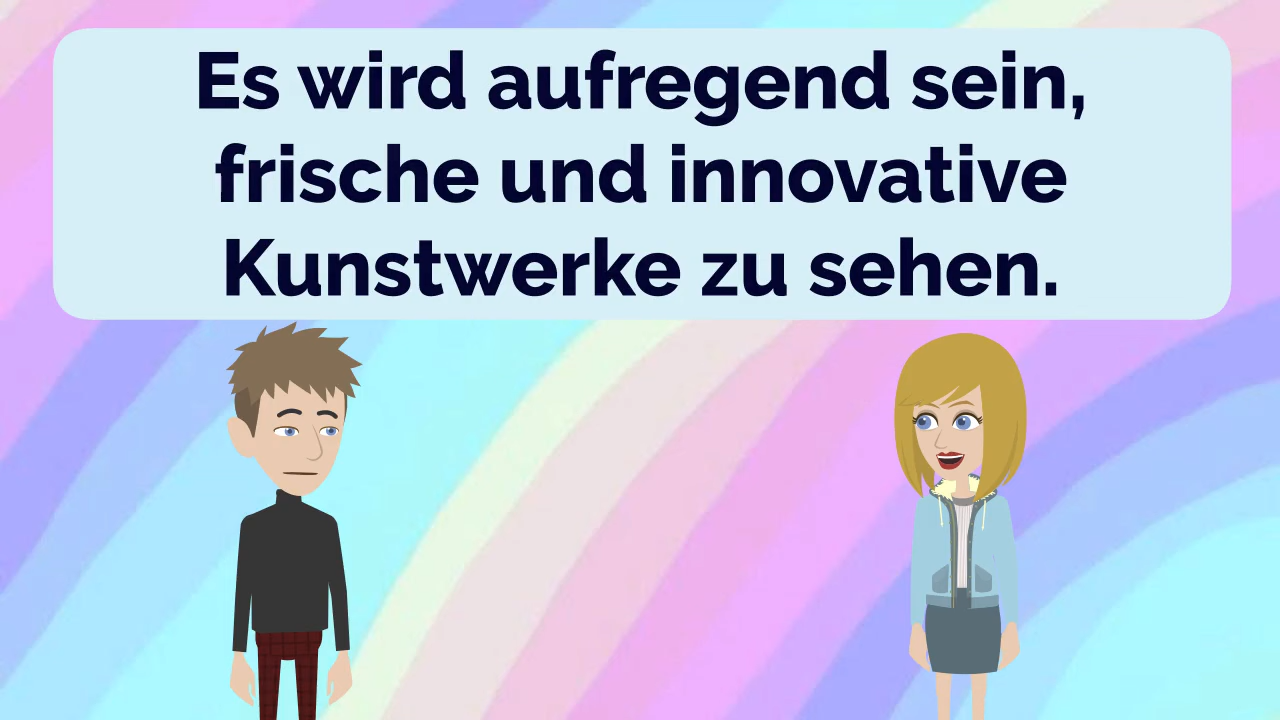 Es wird aufregend sein,
frische und innovative
Kunstwerke zu sehen.